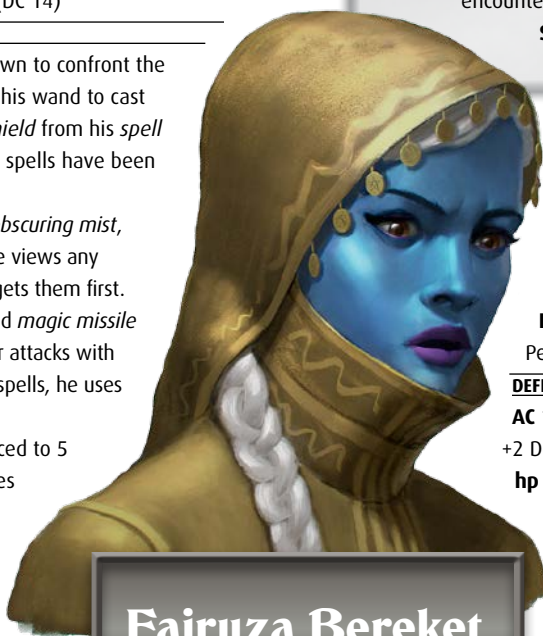 (DC 14)
wn to confront the
his wand to cast
ield from his spell
spells have been
bscuring mist,
e views any
gets them first.
d magic missile
r attacks with
spells, he uses
ced to 5
es
encounte
Pe
DEF
AC
+2 D
hp
Fairuza Bereket